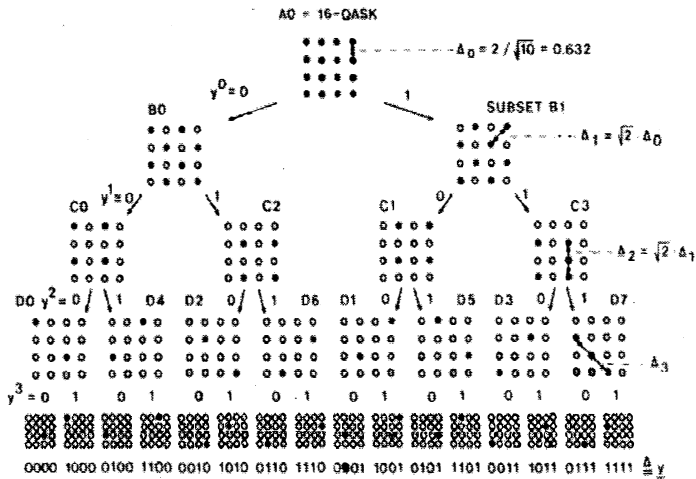 A0 = 16-QASK
Δ0 = 2 / √10 = 0.632
y0=0 1
B0 SUBSET B1
Δ1 = √2 · Δ0
y1=0 1 0 1
C0 C2 C1 C3
Δ2 = √2 · Δ1
D0 y2= 0 1 D4 D2 0 1 D6 D1 0 1 D5 D3 0 1 D7
Δ3
y3= 0 1 0 1 0 1 0 1 0 1 0 1 0 1 0 1
0000 1000 0100 1100 0010 1010 0110 1110 0001 1001 0101 1101 0011 1011 0111 1111 ≜ y